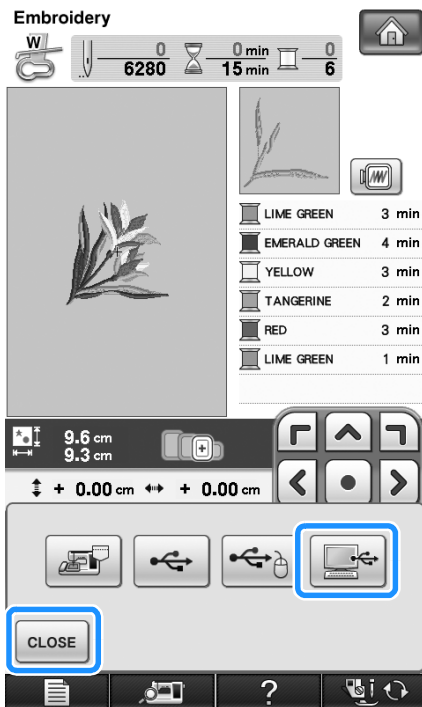 Embroidery
W
0 0 min 0
6280 15 min 6
LIME GREEN 3 min
EMERALD GREEN 4 min
YELLOW 3 min
TANGERINE 2 min
RED 3 min
LIME GREEN 1 min
9.6 cm
9.3 cm
+ 0.00 cm + 0.00 cm
CLOSE
?